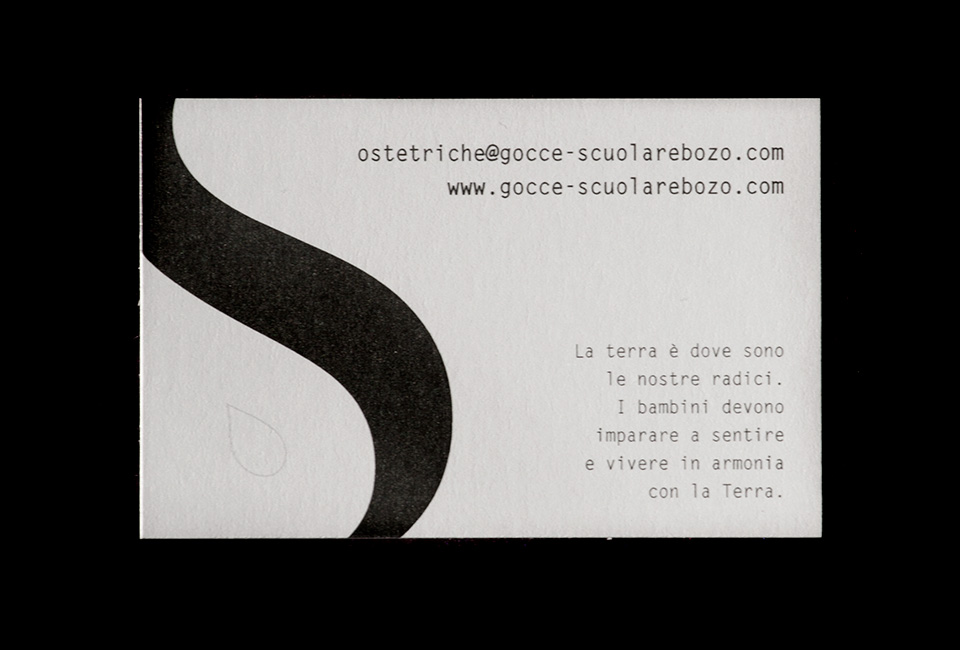 ostetriche@gocce-scuolarebozo.com
www.gocce-scuolarebozo.com
La terra è dove sono
le nostre radici.
I bambini devono
imparare a sentire
e vivere in armonia
con la Terra.